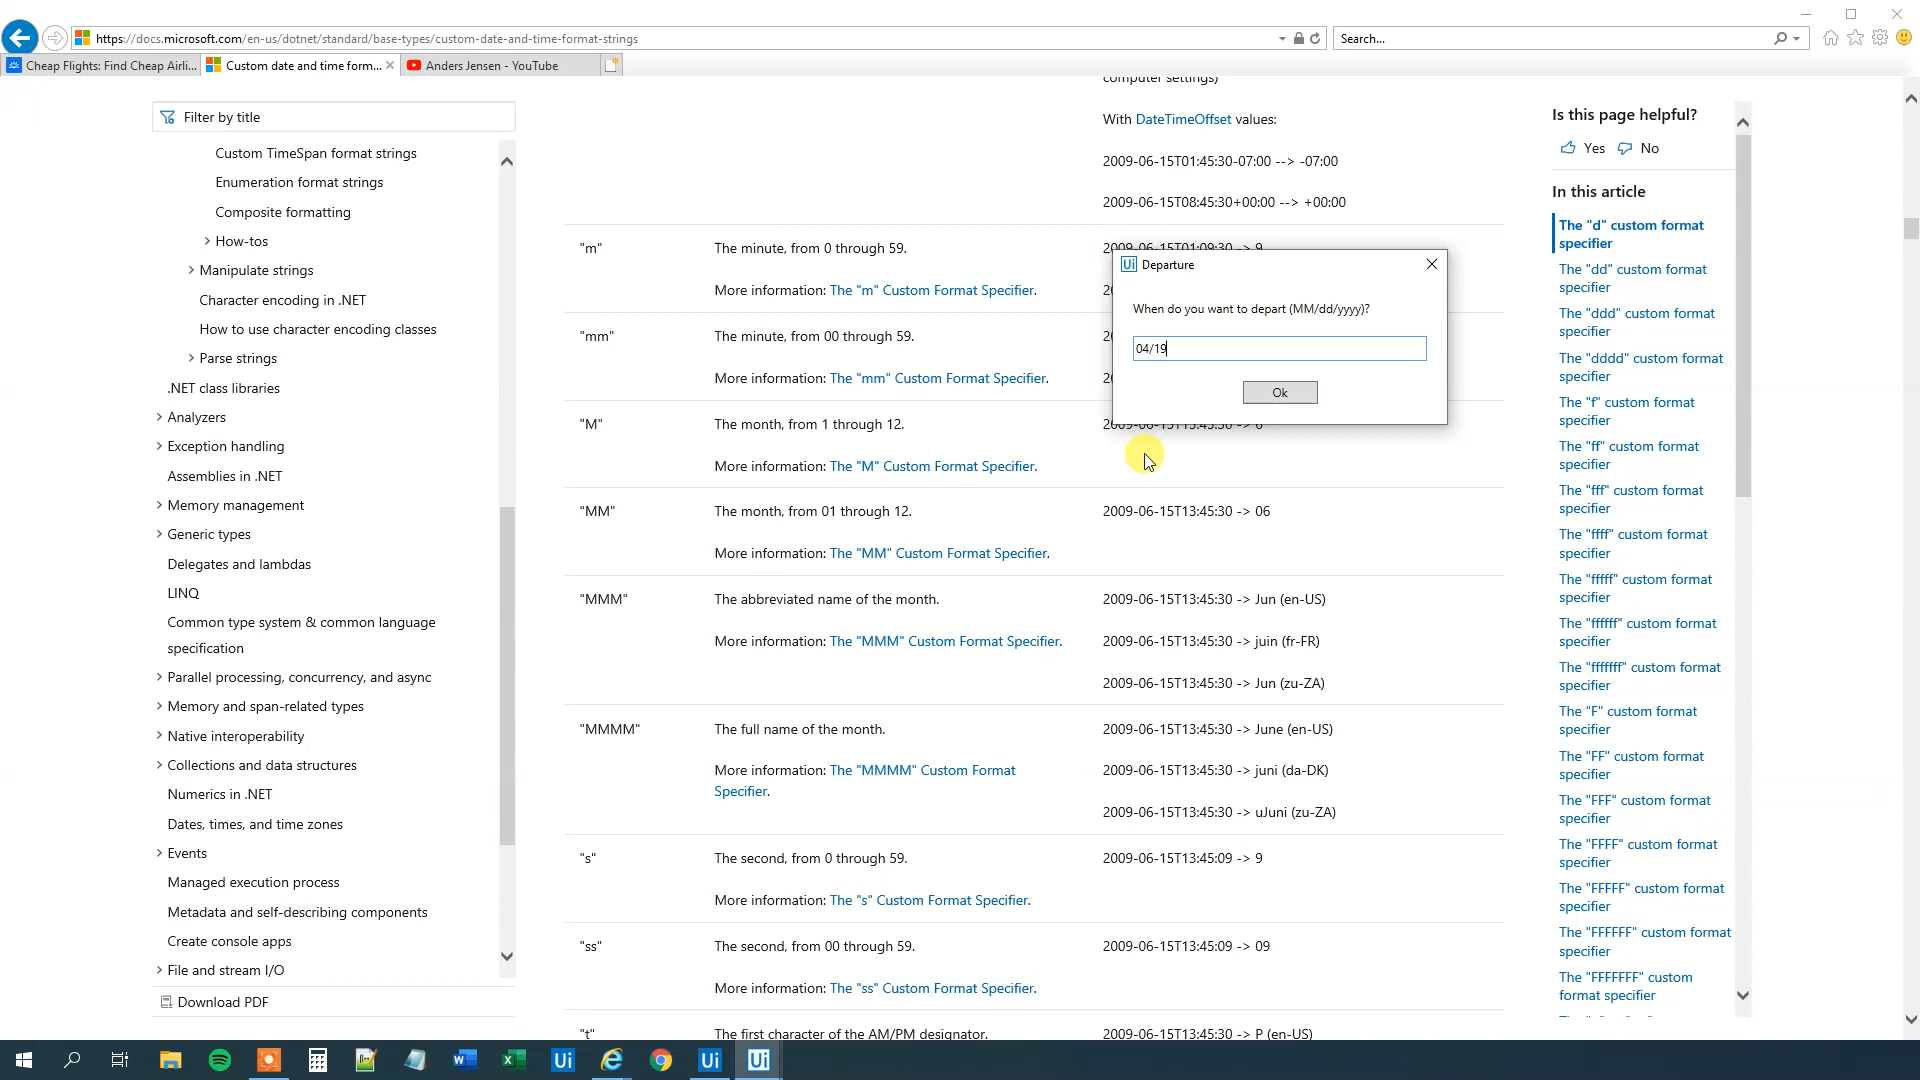 https://docs.microsoft.com/en-us/dotnet/standard/base-types/custom-date-and-time-format-strings
Search...
Cheap Flights: Find Cheap Airli...
Custom date and time form...
Anders Jensen - YouTube
Filter by title
Custom TimeSpan format strings
Enumeration format strings
Composite formatting
How-tos
Manipulate strings
Character encoding in .NET
How to use character encoding classes
Parse strings
.NET class libraries
Analyzers
Exception handling
Assemblies in .NET
Memory management
Generic types
Delegates and lambdas
LINQ
Common type system & common language
specification
Parallel processing, concurrency, and async
Memory and span-related types
Native interoperability
Collections and data structures
Numerics in .NET
Dates, times, and time zones
Events
Managed execution process
Metadata and self-describing components
Create console apps
File and stream I/O
Download PDF
computer settings)
With DateTimeOffset values:
2009-06-15T01:45:30-07:00 --> -07:00
2009-06-15T08:45:30+00:00 --> +00:00
"m" The minute, from 0 through 59. 2009-06-15T01:09:30 -> 9
More information: The "m" Custom Format Specifier.
"mm" The minute, from 00 through 59.
More information: The "mm" Custom Format Specifier.
"M" The month, from 1 through 12. 2009-06-15T13:45:30 -> 6
More information: The "M" Custom Format Specifier.
"MM" The month, from 01 through 12. 2009-06-15T13:45:30 -> 06
More information: The "MM" Custom Format Specifier.
"MMM" The abbreviated name of the month. 2009-06-15T13:45:30 -> Jun (en-US)
More information: The "MMM" Custom Format Specifier. 2009-06-15T13:45:30 -> juin (fr-FR)
2009-06-15T13:45:30 -> Jun (zu-ZA)
"MMMM" The full name of the month. 2009-06-15T13:45:30 -> June (en-US)
More information: The "MMMM" Custom Format 2009-06-15T13:45:30 -> juni (da-DK)
Specifier.
2009-06-15T13:45:30 -> uJuni (zu-ZA)
"s" The second, from 0 through 59. 2009-06-15T13:45:09 -> 9
More information: The "s" Custom Format Specifier.
"ss" The second, from 00 through 59. 2009-06-15T13:45:09 -> 09
More information: The "ss" Custom Format Specifier.
"t" The first character of the AM/PM designator. 2009-06-15T13:45:30 -> P (en-US)
Ui Departure
When do you want to depart (MM/dd/yyyy)?
04/19
Ok
Is this page helpful?
Yes No
In this article
The "d" custom format
specifier
The "dd" custom format
specifier
The "ddd" custom format
specifier
The "dddd" custom format
specifier
The "f" custom format
specifier
The "ff" custom format
specifier
The "fff" custom format
specifier
The "ffff" custom format
specifier
The "fffff" custom format
specifier
The "ffffff" custom format
specifier
The "fffffff" custom format
specifier
The "F" custom format
specifier
The "FF" custom format
specifier
The "FFF" custom format
specifier
The "FFFF" custom format
specifier
The "FFFFF" custom format
specifier
The "FFFFFF" custom format
specifier
The "FFFFFFF" custom
format specifier
Ui
Ui
Ui